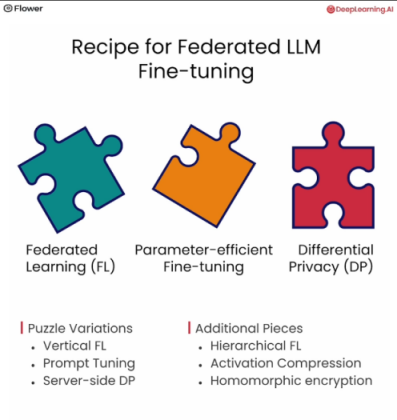 Flower
DeepLearning.AI
Recipe for Federated LLM
Fine-tuning
Federated
Learning (FL)
Parameter-efficient
Fine-tuning
Differential
Privacy (DP)
Puzzle Variations
• Vertical FL
• Prompt Tuning
• Server-side DP
Additional Pieces
• Hierarchical FL
• Activation Compression
• Homomorphic encryption